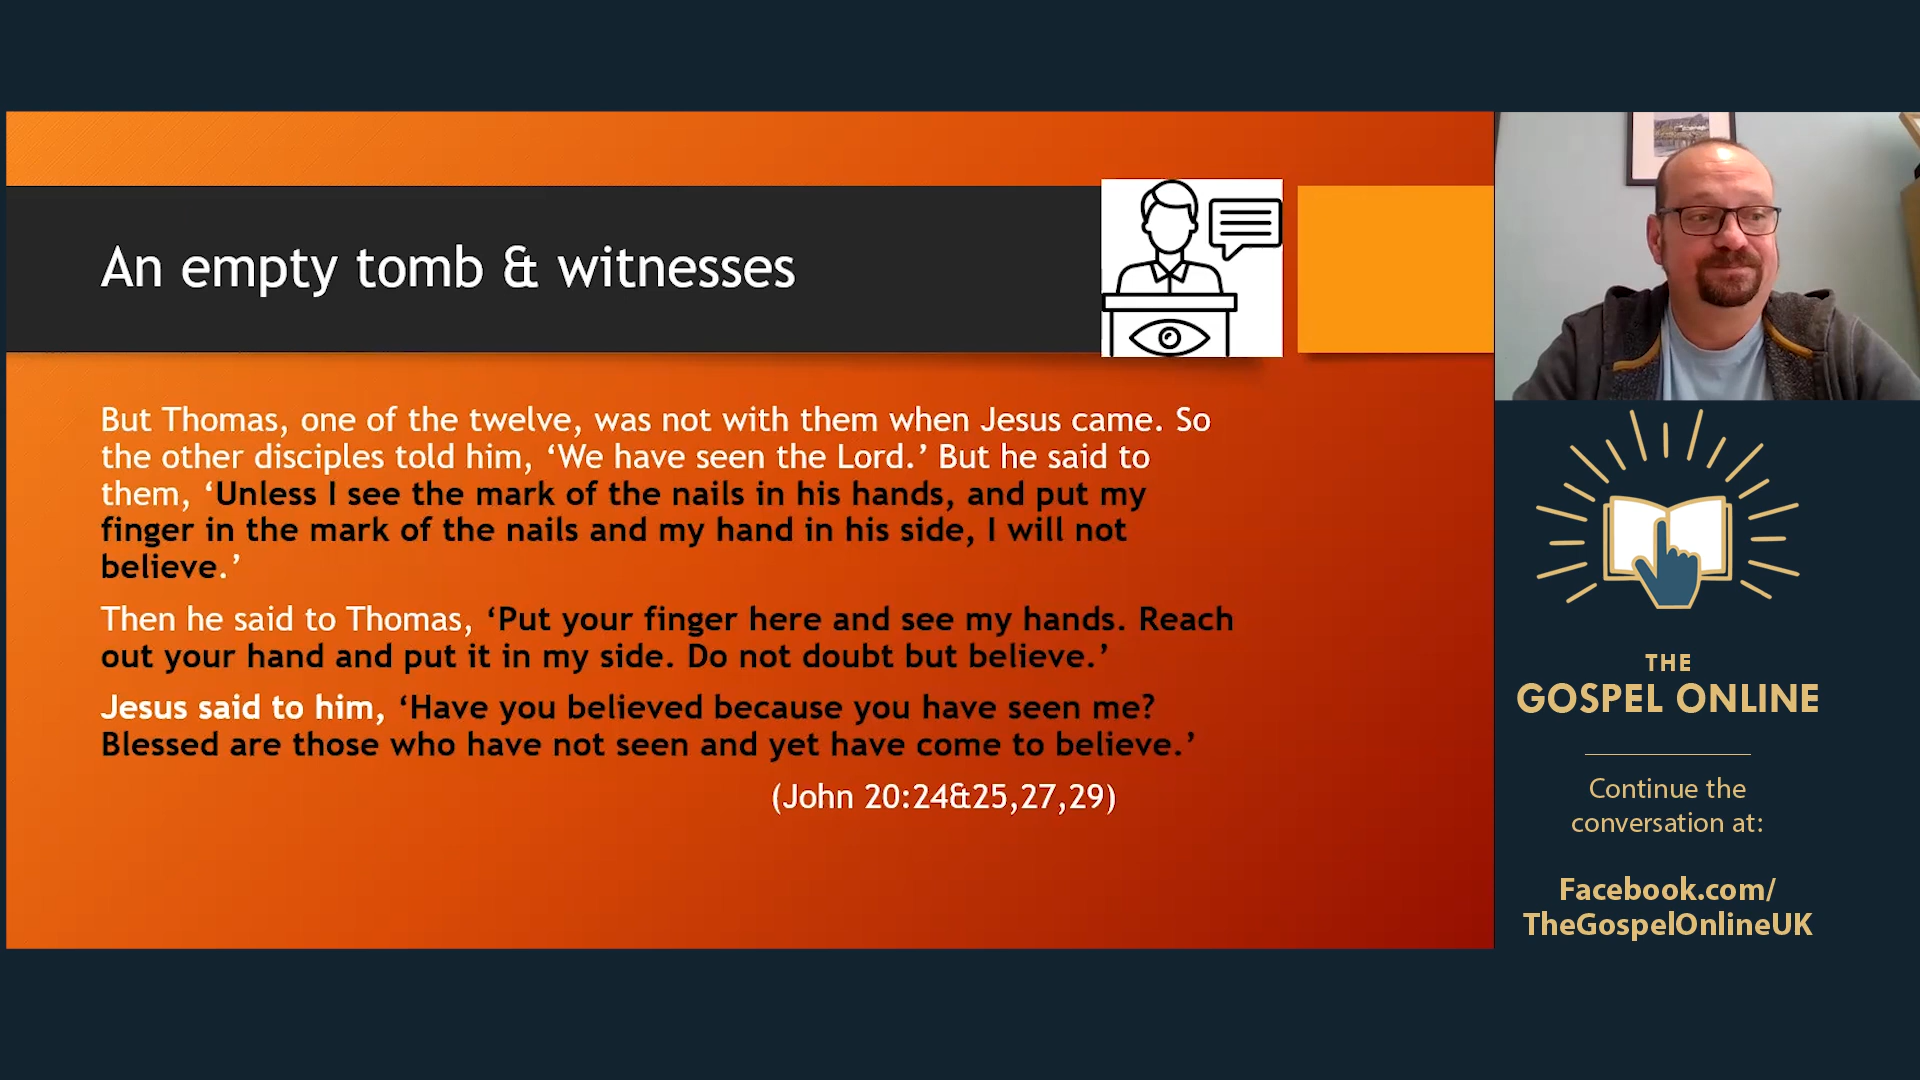 An empty tomb & witnesses
But Thomas, one of the twelve, was not with them when Jesus came. So
the other disciples told him, ‘We have seen the Lord.’ But he said to
them, ‘Unless I see the mark of the nails in his hands, and put my
finger in the mark of the nails and my hand in his side, I will not
believe.’
Then he said to Thomas, ‘Put your finger here and see my hands. Reach
out your hand and put it in my side. Do not doubt but believe.’
Jesus said to him, ‘Have you believed because you have seen me?
Blessed are those who have not seen and yet have come to believe.’
(John 20:24&25,27,29)
THE
GOSPEL ONLINE
Continue the
conversation at:
Facebook.com/
TheGospelOnlineUK